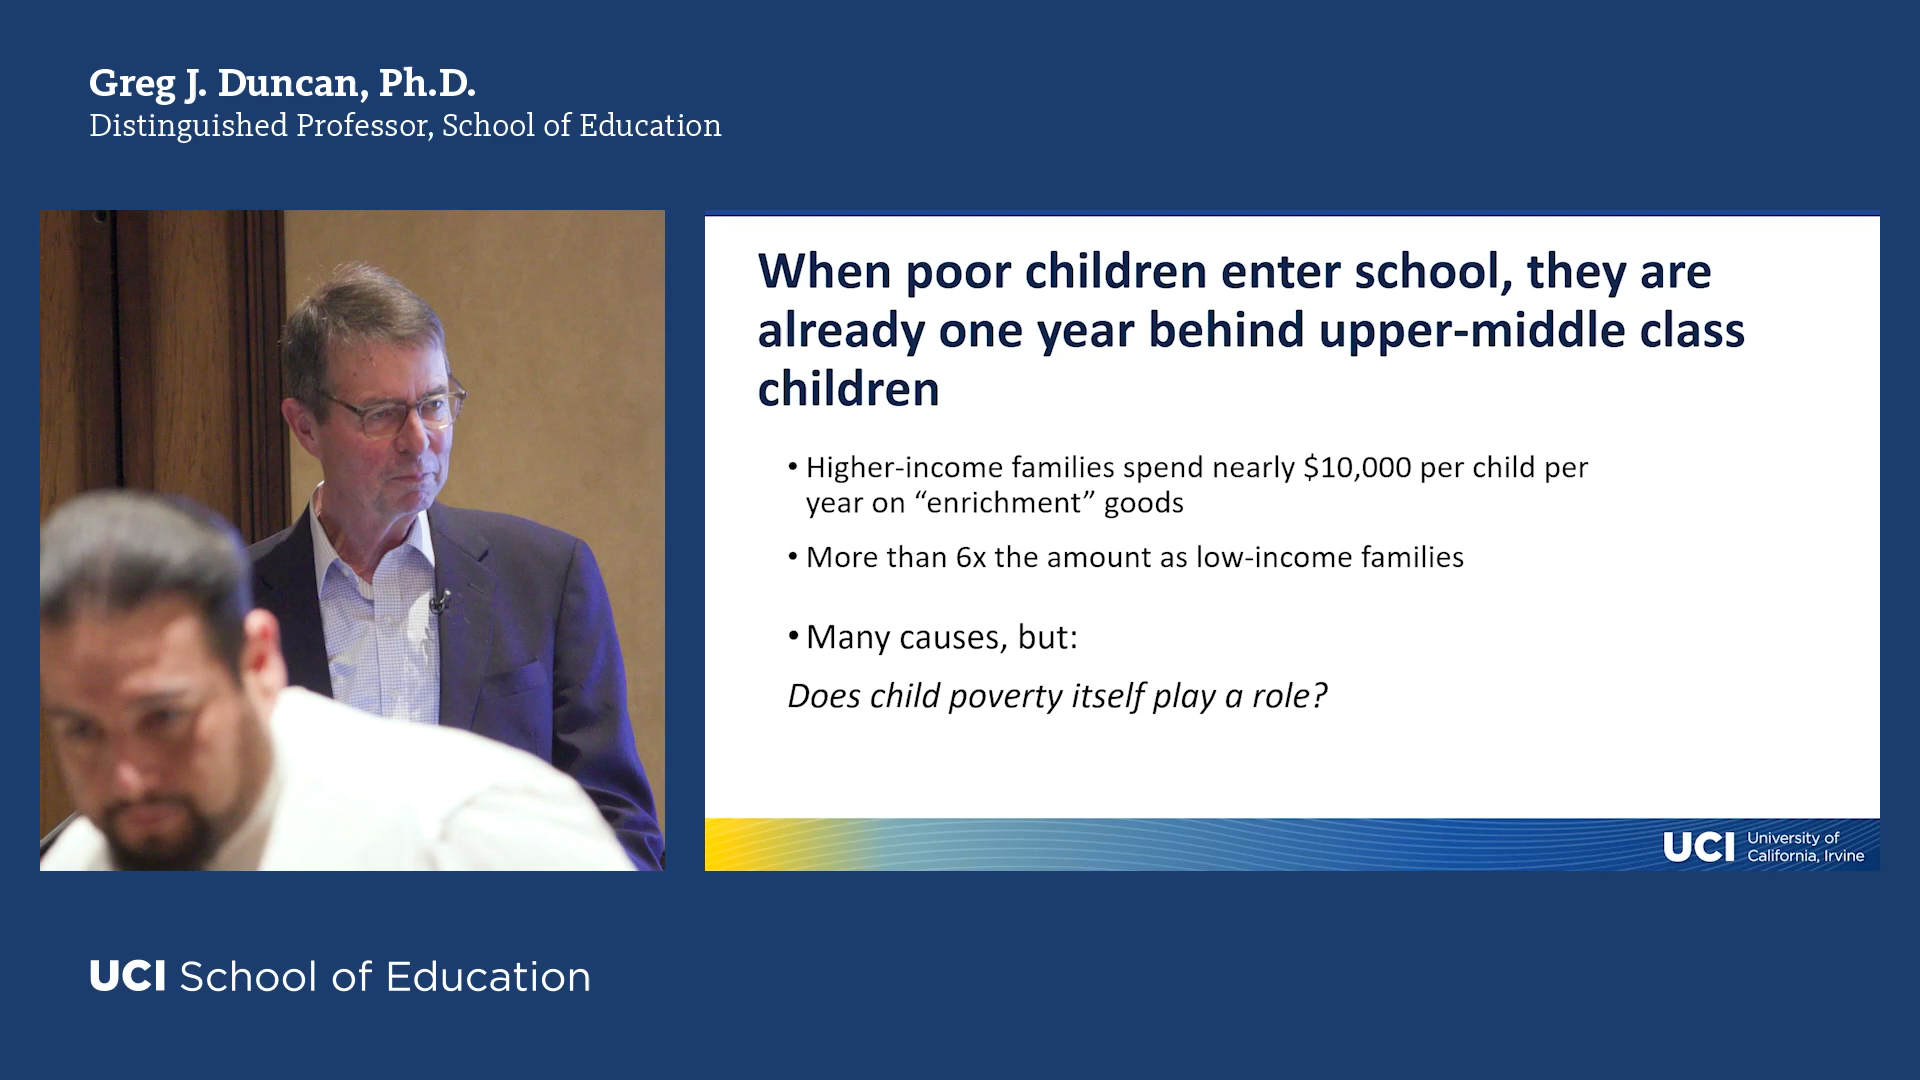 Greg J. Duncan, Ph.D.
Distinguished Professor, School of Education
When poor children enter school, they are
already one year behind upper-middle class
children
• Higher-income families spend nearly $10,000 per child per
year on “enrichment” goods
• More than 6x the amount as low-income families
• Many causes, but:
Does child poverty itself play a role?
UCI University of
California, Irvine
UCI School of Education